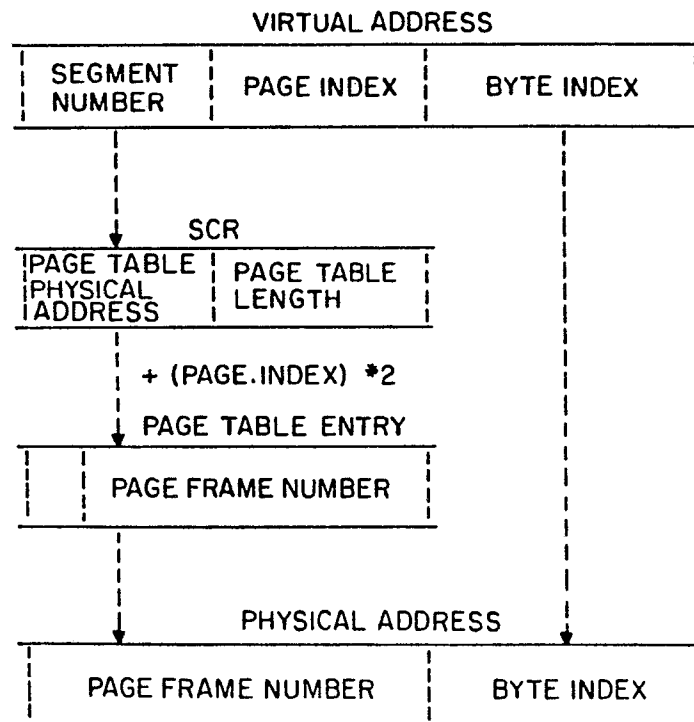 VIRTUAL ADDRESS
SEGMENT
NUMBER
PAGE INDEX
BYTE INDEX
SCR
PAGE TABLE
PHYSICAL
ADDRESS
PAGE TABLE
LENGTH
+ (PAGE.INDEX) *2
PAGE TABLE ENTRY
PAGE FRAME NUMBER
PHYSICAL ADDRESS
PAGE FRAME NUMBER
BYTE INDEX